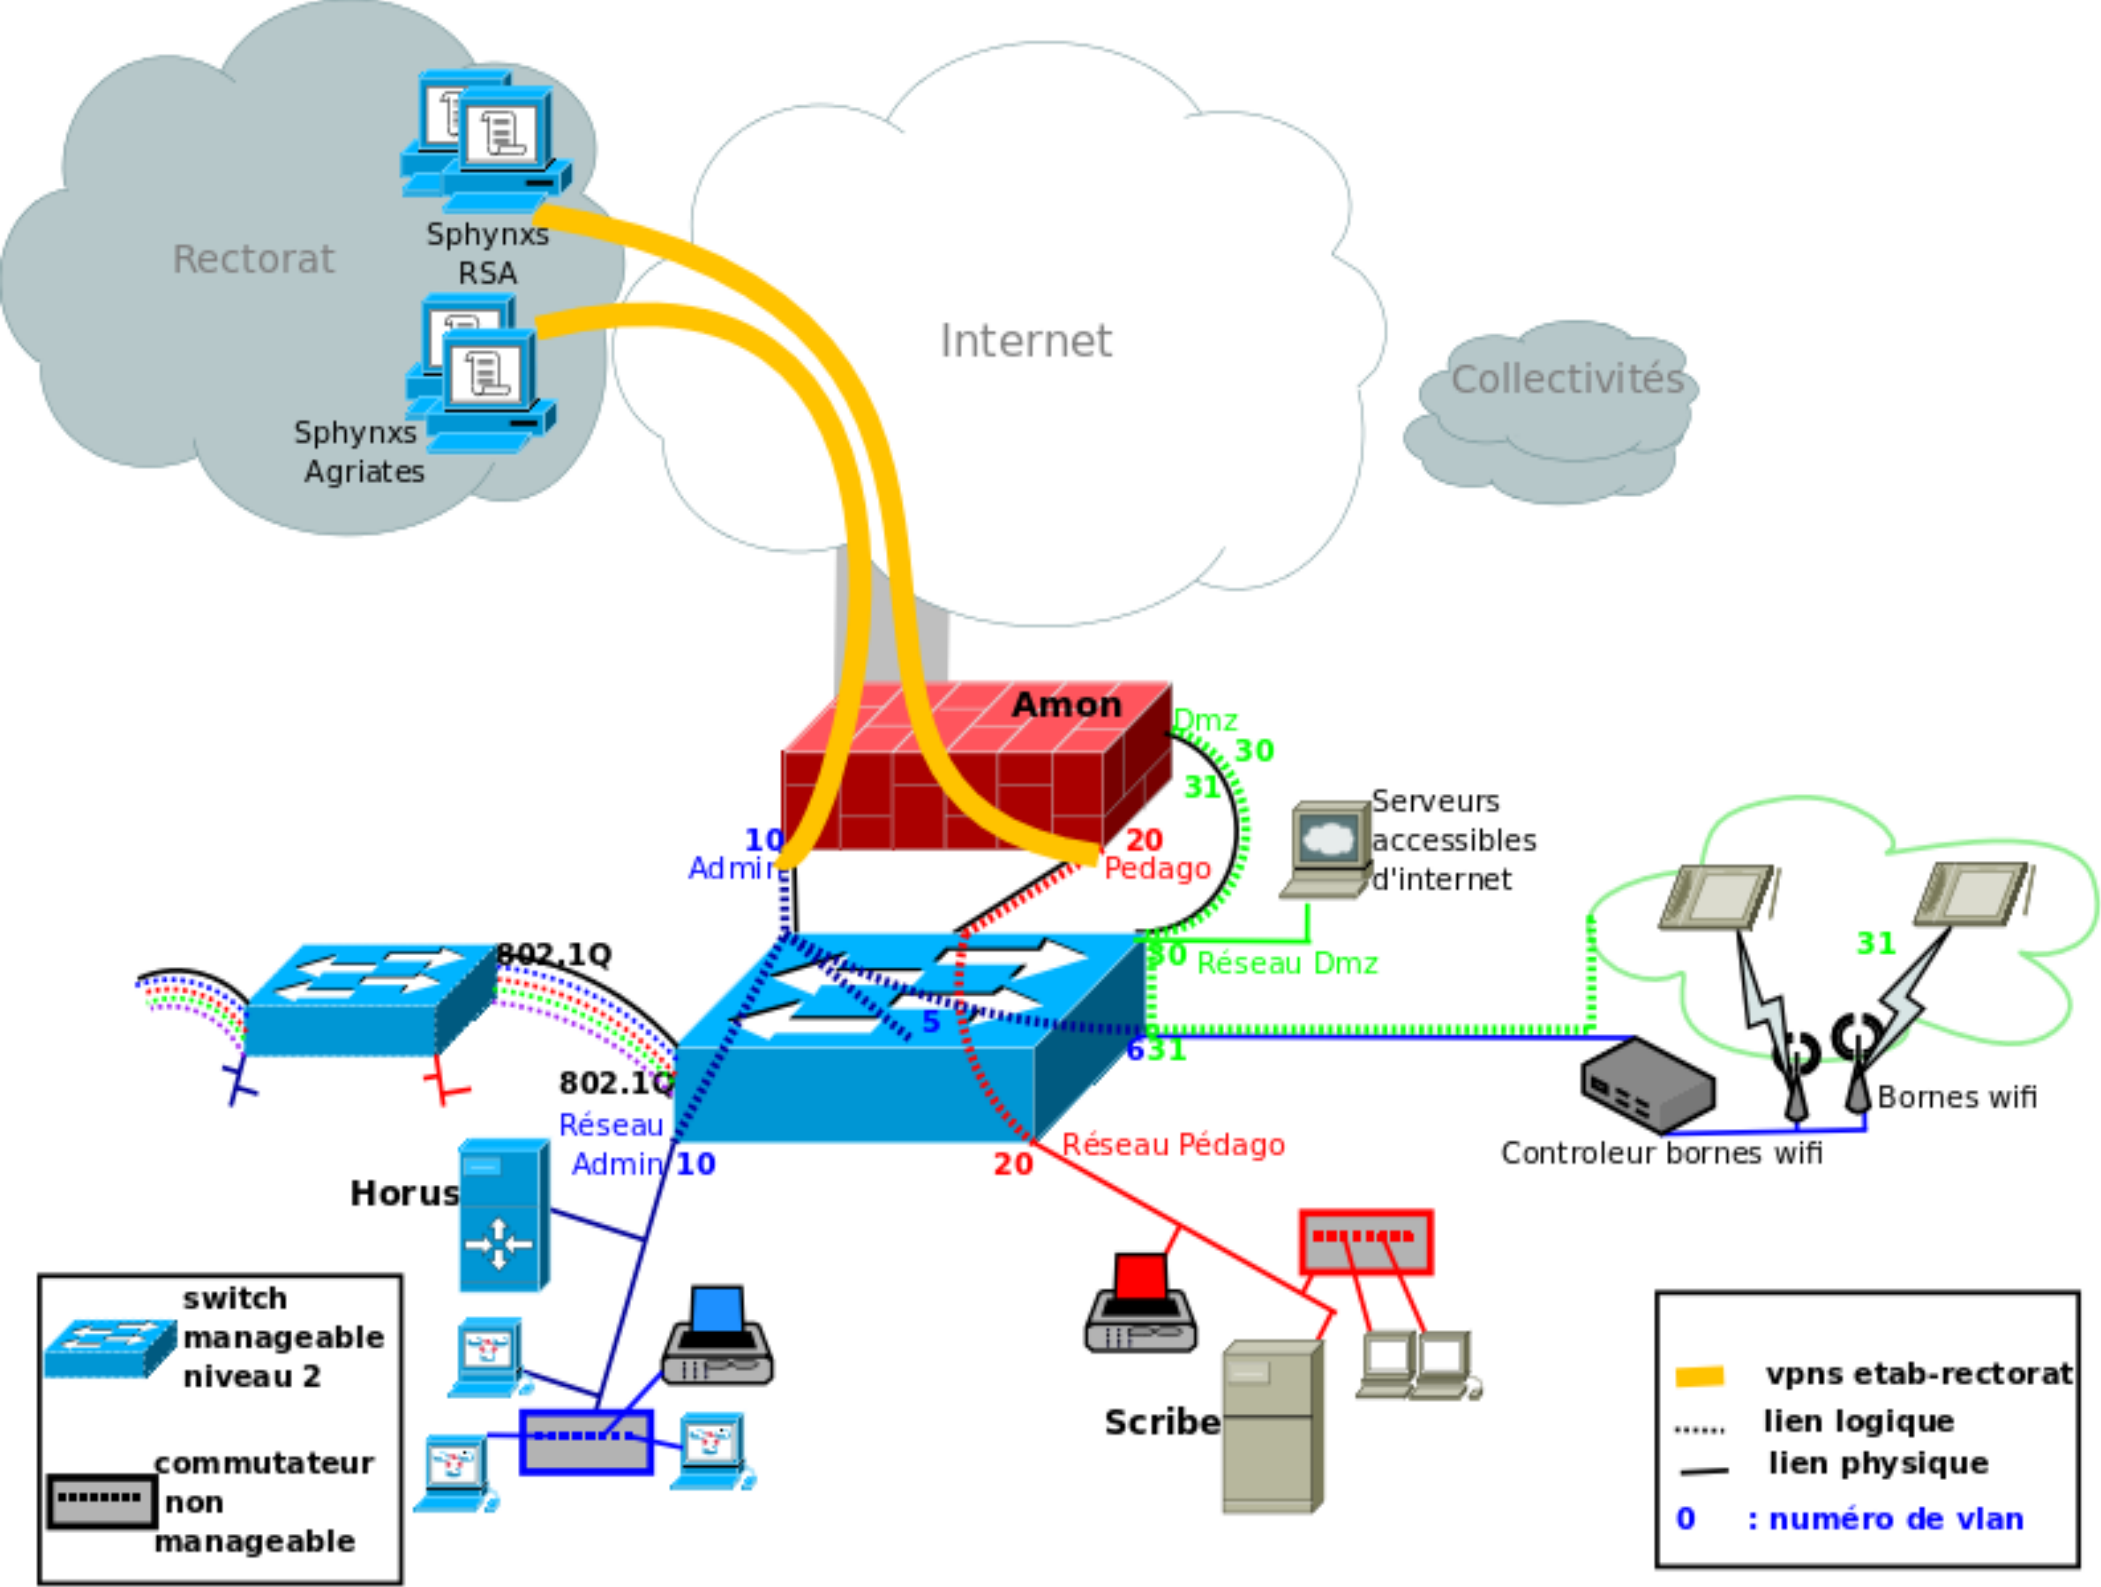 Rectorat
Sphynxs
RSA
Sphynxs
Agriates
Internet
Collectivités
Amon
Dmz
30
31
10
Admin
20
Pedago
Serveurs
accessibles
d'internet
802.1Q
30
Réseau Dmz
31
5
631
802.1Q
Réseau
Admin 10
20
Réseau Pédago
Bornes wifi
Controleur bornes wifi
Horus
Scribe
switch
manageable
niveau 2
commutateur
non
manageable
vpns etab-rectorat
lien logique
lien physique
0 : numéro de vlan